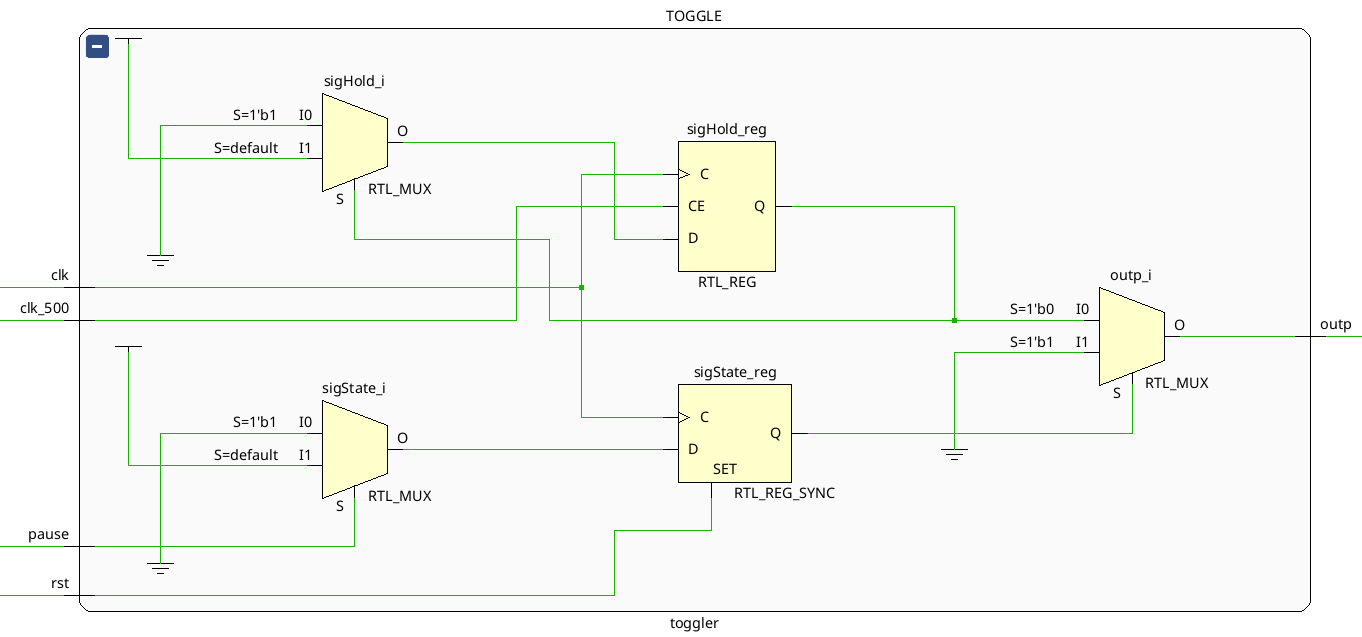 TOGGLE
sigHold_i
S=1'b1 I0
O
S=default I1
S
RTL_MUX
sigHold_reg
C
CE
Q
D
RTL_REG
clk
clk_500
outp_i
S=1'b0 I0
O
outp
S=1'b1 I1
S
RTL_MUX
sigState_i
S=1'b1 I0
O
S=default I1
S
RTL_MUX
sigState_reg
C
Q
D
SET
RTL_REG_SYNC
pause
rst
toggler